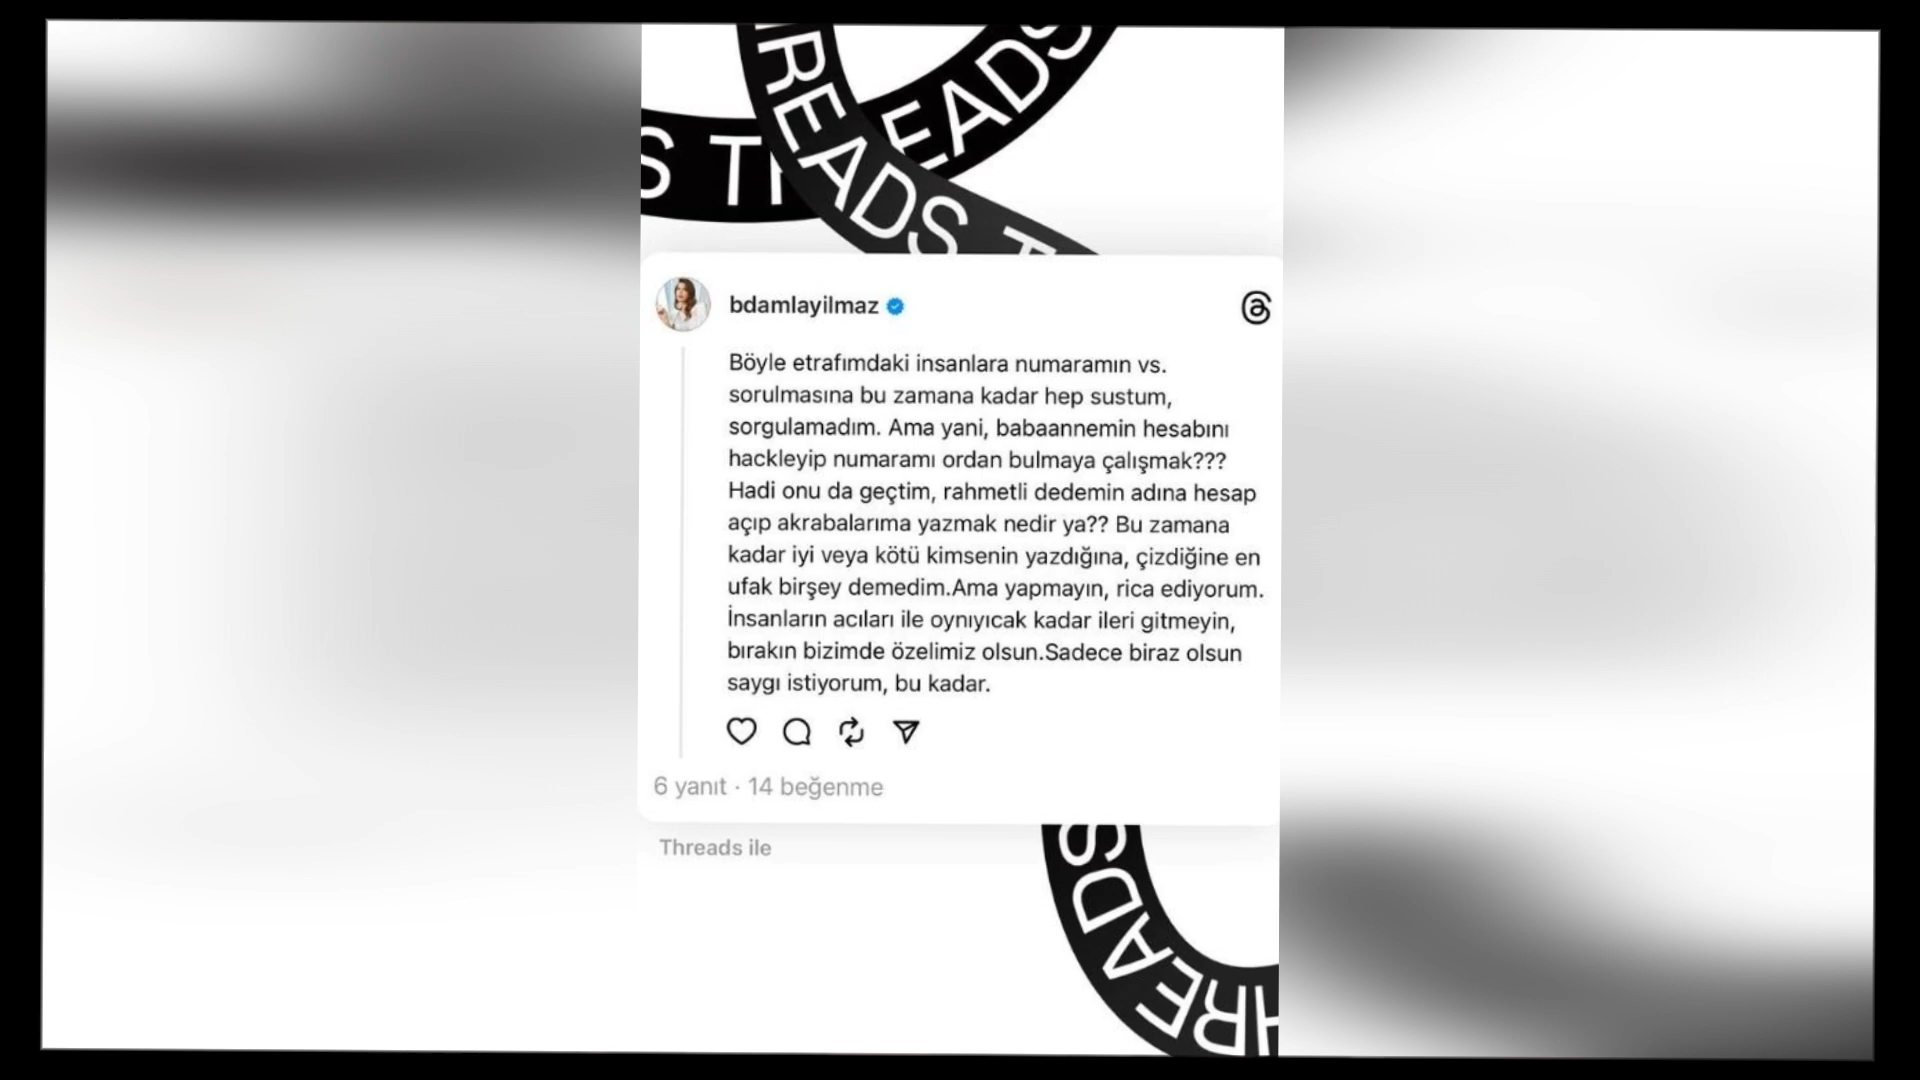 THREADS
EADS
S TH
bdamlayilmaz
Böyle etrafımdaki insanlara numaramın vs.
sorulmasına bu zamana kadar hep sustum,
sorgulamadım. Ama yani, babaannemin hesabını
hackleyip numaramı ordan bulmaya çalışmak???
Hadi onu da geçtim, rahmetli dedemin adına hesap
açıp akrabalarıma yazmak nedir ya?? Bu zamana
kadar iyi veya kötü kimsenin yazdığına, çizdiğine en
ufak birşey demedim.Ama yapmayın, rica ediyorum.
İnsanların acıları ile oynıyıcak kadar ileri gitmeyin,
bırakın bizimde özelimiz olsun.Sadece biraz olsun
saygı istiyorum, bu kadar.
6 yanıt · 14 beğenme
Threads ile
THREADS